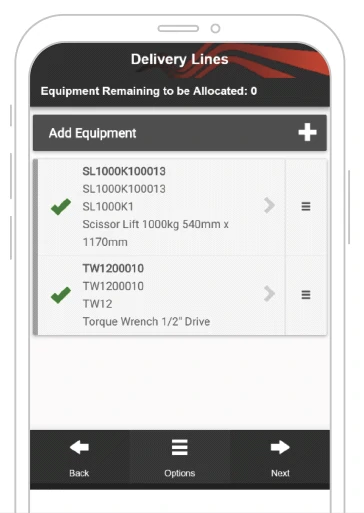 Delivery Lines
Equipment Remaining to be Allocated: 0
Add Equipment
SL1000K100013
SL1000K100013
SL1000K1
Scissor Lift 1000kg 540mm x
1170mm
TW1200010
TW1200010
TW12
Torque Wrench 1/2" Drive
Back
Options
Next